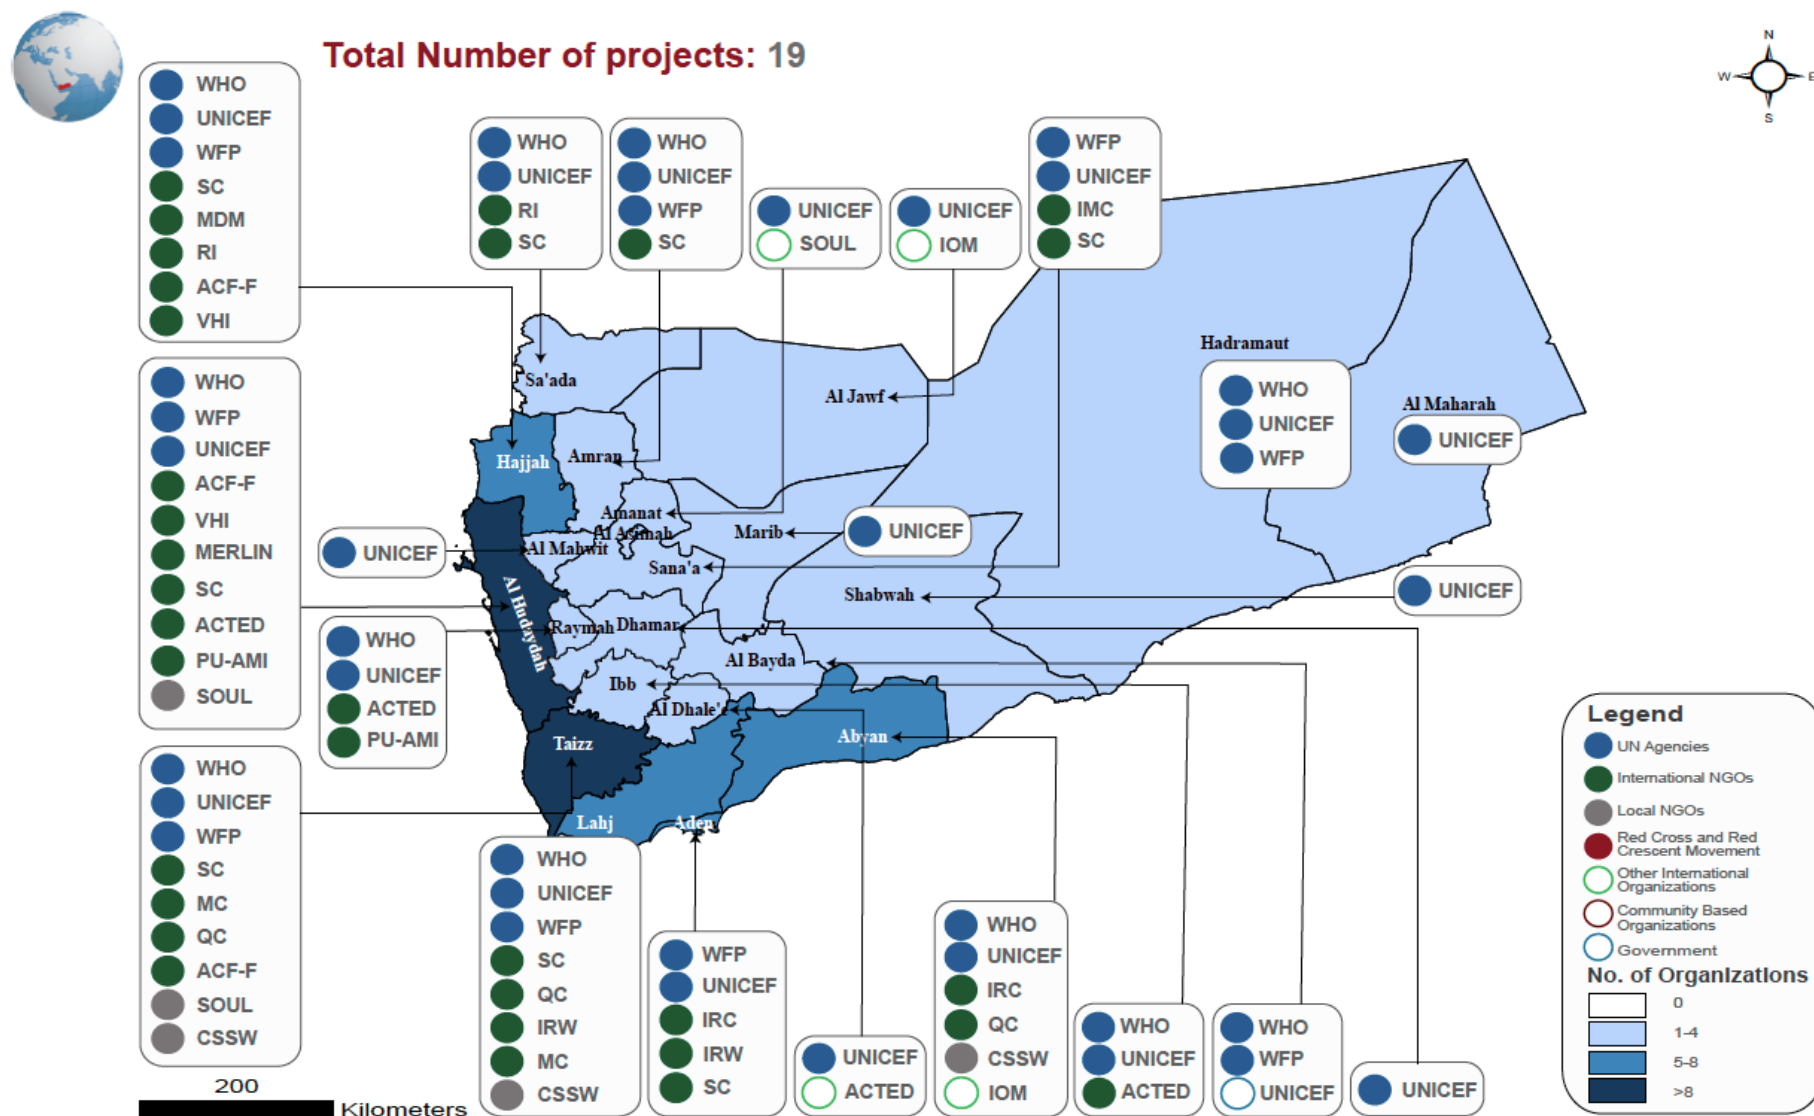 Total Number of projects: 19
N
W
E
S
WHO
UNICEF
WFP
SC
MDM
RI
ACF-F
VHI
WHO
UNICEF
RI
SC
WHO
UNICEF
WFP
SC
UNICEF
SOUL
UNICEF
IOM
WFP
UNICEF
IMC
SC
Hadramaut
WHO
UNICEF
WFP
Al Maharah
UNICEF
Sa'ada
Al Jawf
Hajjah
Amran
Amanat
Al Asimah
Marib
UNICEF
UNICEF
Al Mahwit
Sana'a
Shabwah
UNICEF
WHO
WFP
UNICEF
ACF-F
VHI
MERLIN
SC
ACTED
PU-AMI
SOUL
Al Hudaydah
Raymah
Dhamar
Al Bayda
Ibb
Al Dhale'e
Abyan
Taizz
Lahj
Aden
WHO
UNICEF
ACTED
PU-AMI
WHO
UNICEF
WFP
SC
MC
QC
ACF-F
SOUL
CSSW
WHO
UNICEF
WFP
SC
QC
IRW
MC
CSSW
WFP
UNICEF
IRC
IRW
SC
UNICEF
ACTED
WHO
UNICEF
IRC
QC
CSSW
IOM
WHO
UNICEF
ACTED
WHO
WFP
UNICEF
UNICEF
Legend
UN Agencies
International NGOs
Local NGOs
Red Cross and Red
Crescent Movement
Other International
Organizations
Community Based
Organizations
Government
No. of Organizations
0
1-4
5-8
>8
200
Kilometers